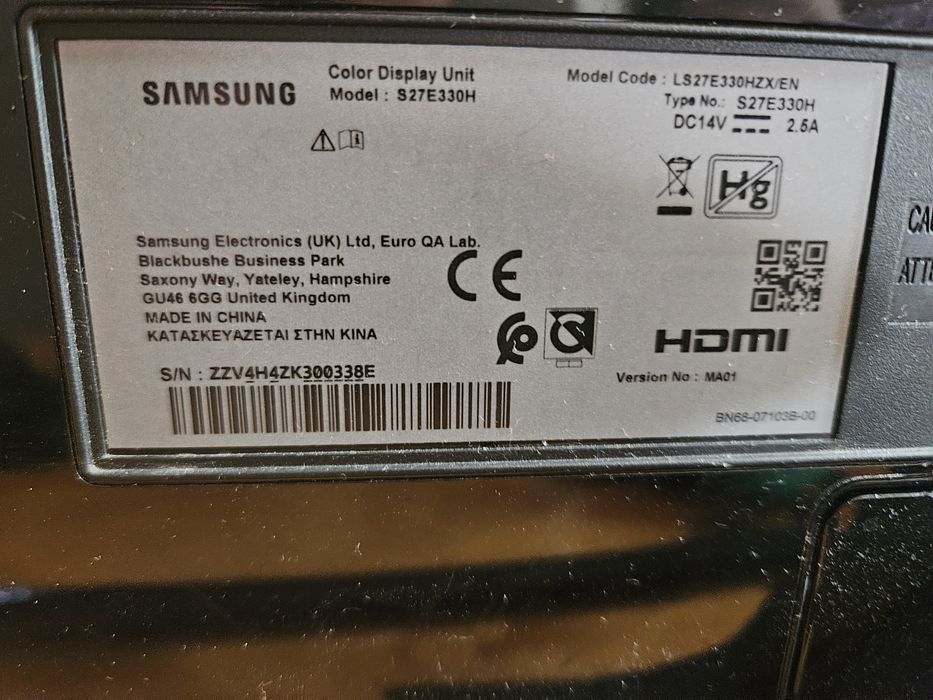 SAMSUNG
Color Display Unit
Model : S27E330H
Model Code : LS27E330HZX/EN
Type No.: S27E330H
DC14V 2.5A
Hg
Samsung Electronics (UK) Ltd, Euro QA Lab.
Blackbushe Business Park
Saxony Way, Yateley, Hampshire
GU46 6GG United Kingdom
MADE IN CHINA
ΚΑΤΑΣΚΕΥΑΖΕΤΑΙ ΣΤΗΝ ΚΙΝΑ
CE
HDMI
S/N : ZZV4H4ZK300338E
Version No : MA01
BN68-07103B-00